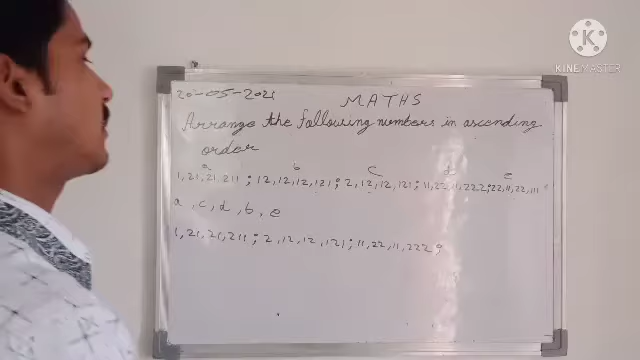 KINEMASTER
20-05-2021
MATHS
Arrange the following numbers in ascending
order
a b c d e
1,21,21,211 ; 12,12,12,121 ; 2,12,12,121 ; 11,22,11,222 ; 22,11,22,111
a, c, d, b, e
1,21,21,211 ; 2,12,12,121 ; 11,22,11,222 ;